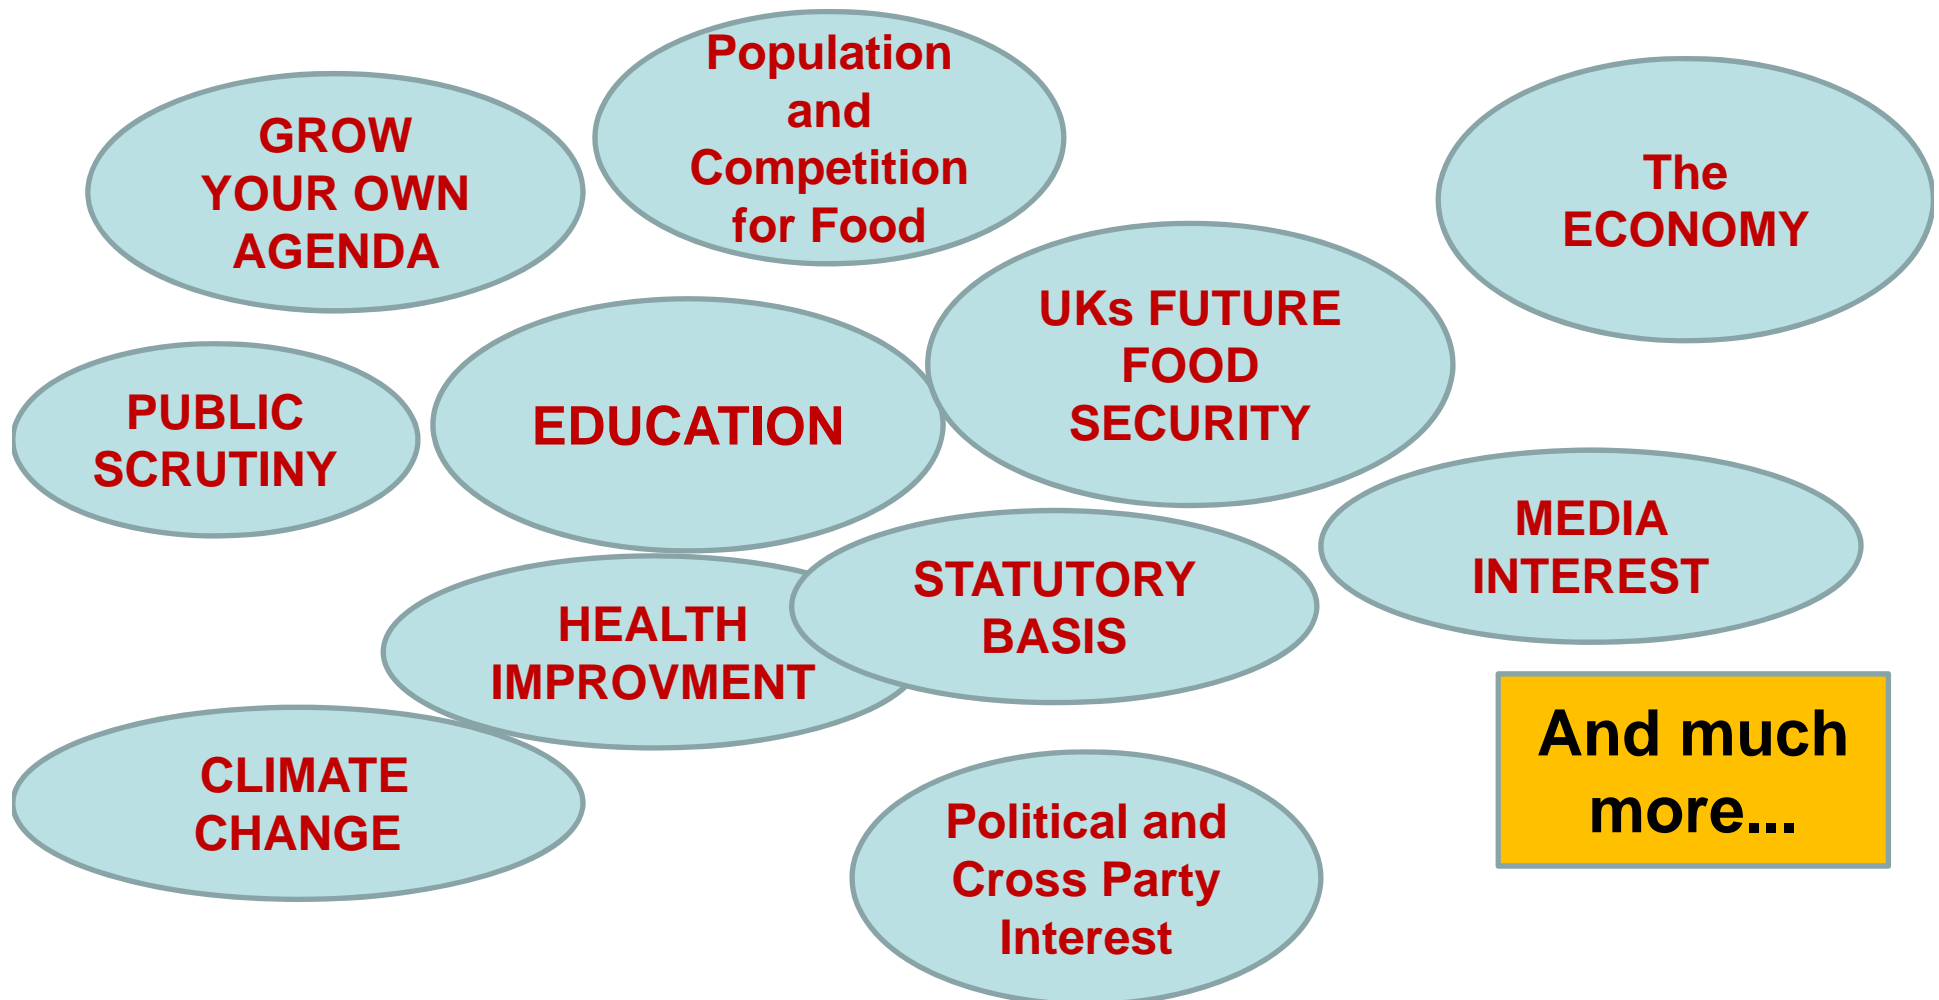 GROW
YOUR OWN
AGENDA
Population
and
Competition
for Food
The
ECONOMY
UKs FUTURE
FOOD
SECURITY
PUBLIC
SCRUTINY
EDUCATION
MEDIA
INTEREST
STATUTORY
BASIS
HEALTH
IMPROVMENT
And much
more...
CLIMATE
CHANGE
Political and
Cross Party
Interest